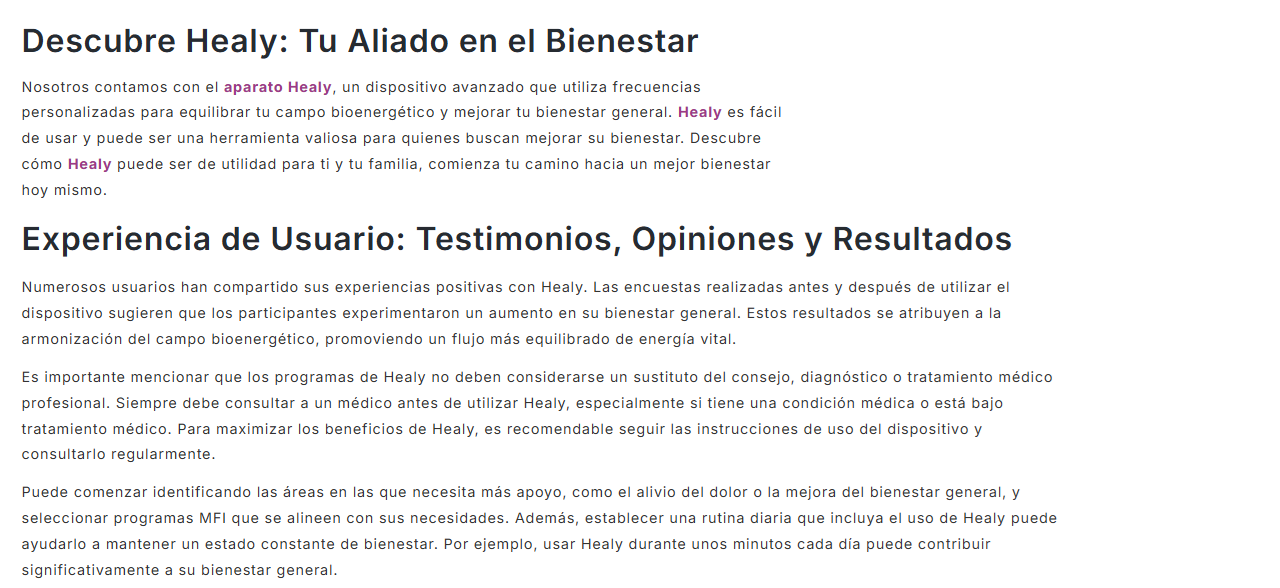 Descubre Healy: Tu Aliado en el Bienestar
Nosotros contamos con el aparato Healy, un dispositivo avanzado que utiliza frecuencias
personalizadas para equilibrar tu campo bioenergético y mejorar tu bienestar general. Healy es fácil
de usar y puede ser una herramienta valiosa para quienes buscan mejorar su bienestar. Descubre
cómo Healy puede ser de utilidad para ti y tu familia, comienza tu camino hacia un mejor bienestar
hoy mismo.
Experiencia de Usuario: Testimonios, Opiniones y Resultados
Numerosos usuarios han compartido sus experiencias positivas con Healy. Las encuestas realizadas antes y después de utilizar el
dispositivo sugieren que los participantes experimentaron un aumento en su bienestar general. Estos resultados se atribuyen a la
armonización del campo bioenergético, promoviendo un flujo más equilibrado de energía vital.
Es importante mencionar que los programas de Healy no deben considerarse un sustituto del consejo, diagnóstico o tratamiento médico
profesional. Siempre debe consultar a un médico antes de utilizar Healy, especialmente si tiene una condición médica o está bajo
tratamiento médico. Para maximizar los beneficios de Healy, es recomendable seguir las instrucciones de uso del dispositivo y
consultarlo regularmente.
Puede comenzar identificando las áreas en las que necesita más apoyo, como el alivio del dolor o la mejora del bienestar general, y
seleccionar programas MFI que se alineen con sus necesidades. Además, establecer una rutina diaria que incluya el uso de Healy puede
ayudarlo a mantener un estado constante de bienestar. Por ejemplo, usar Healy durante unos minutos cada día puede contribuir
significativamente a su bienestar general.